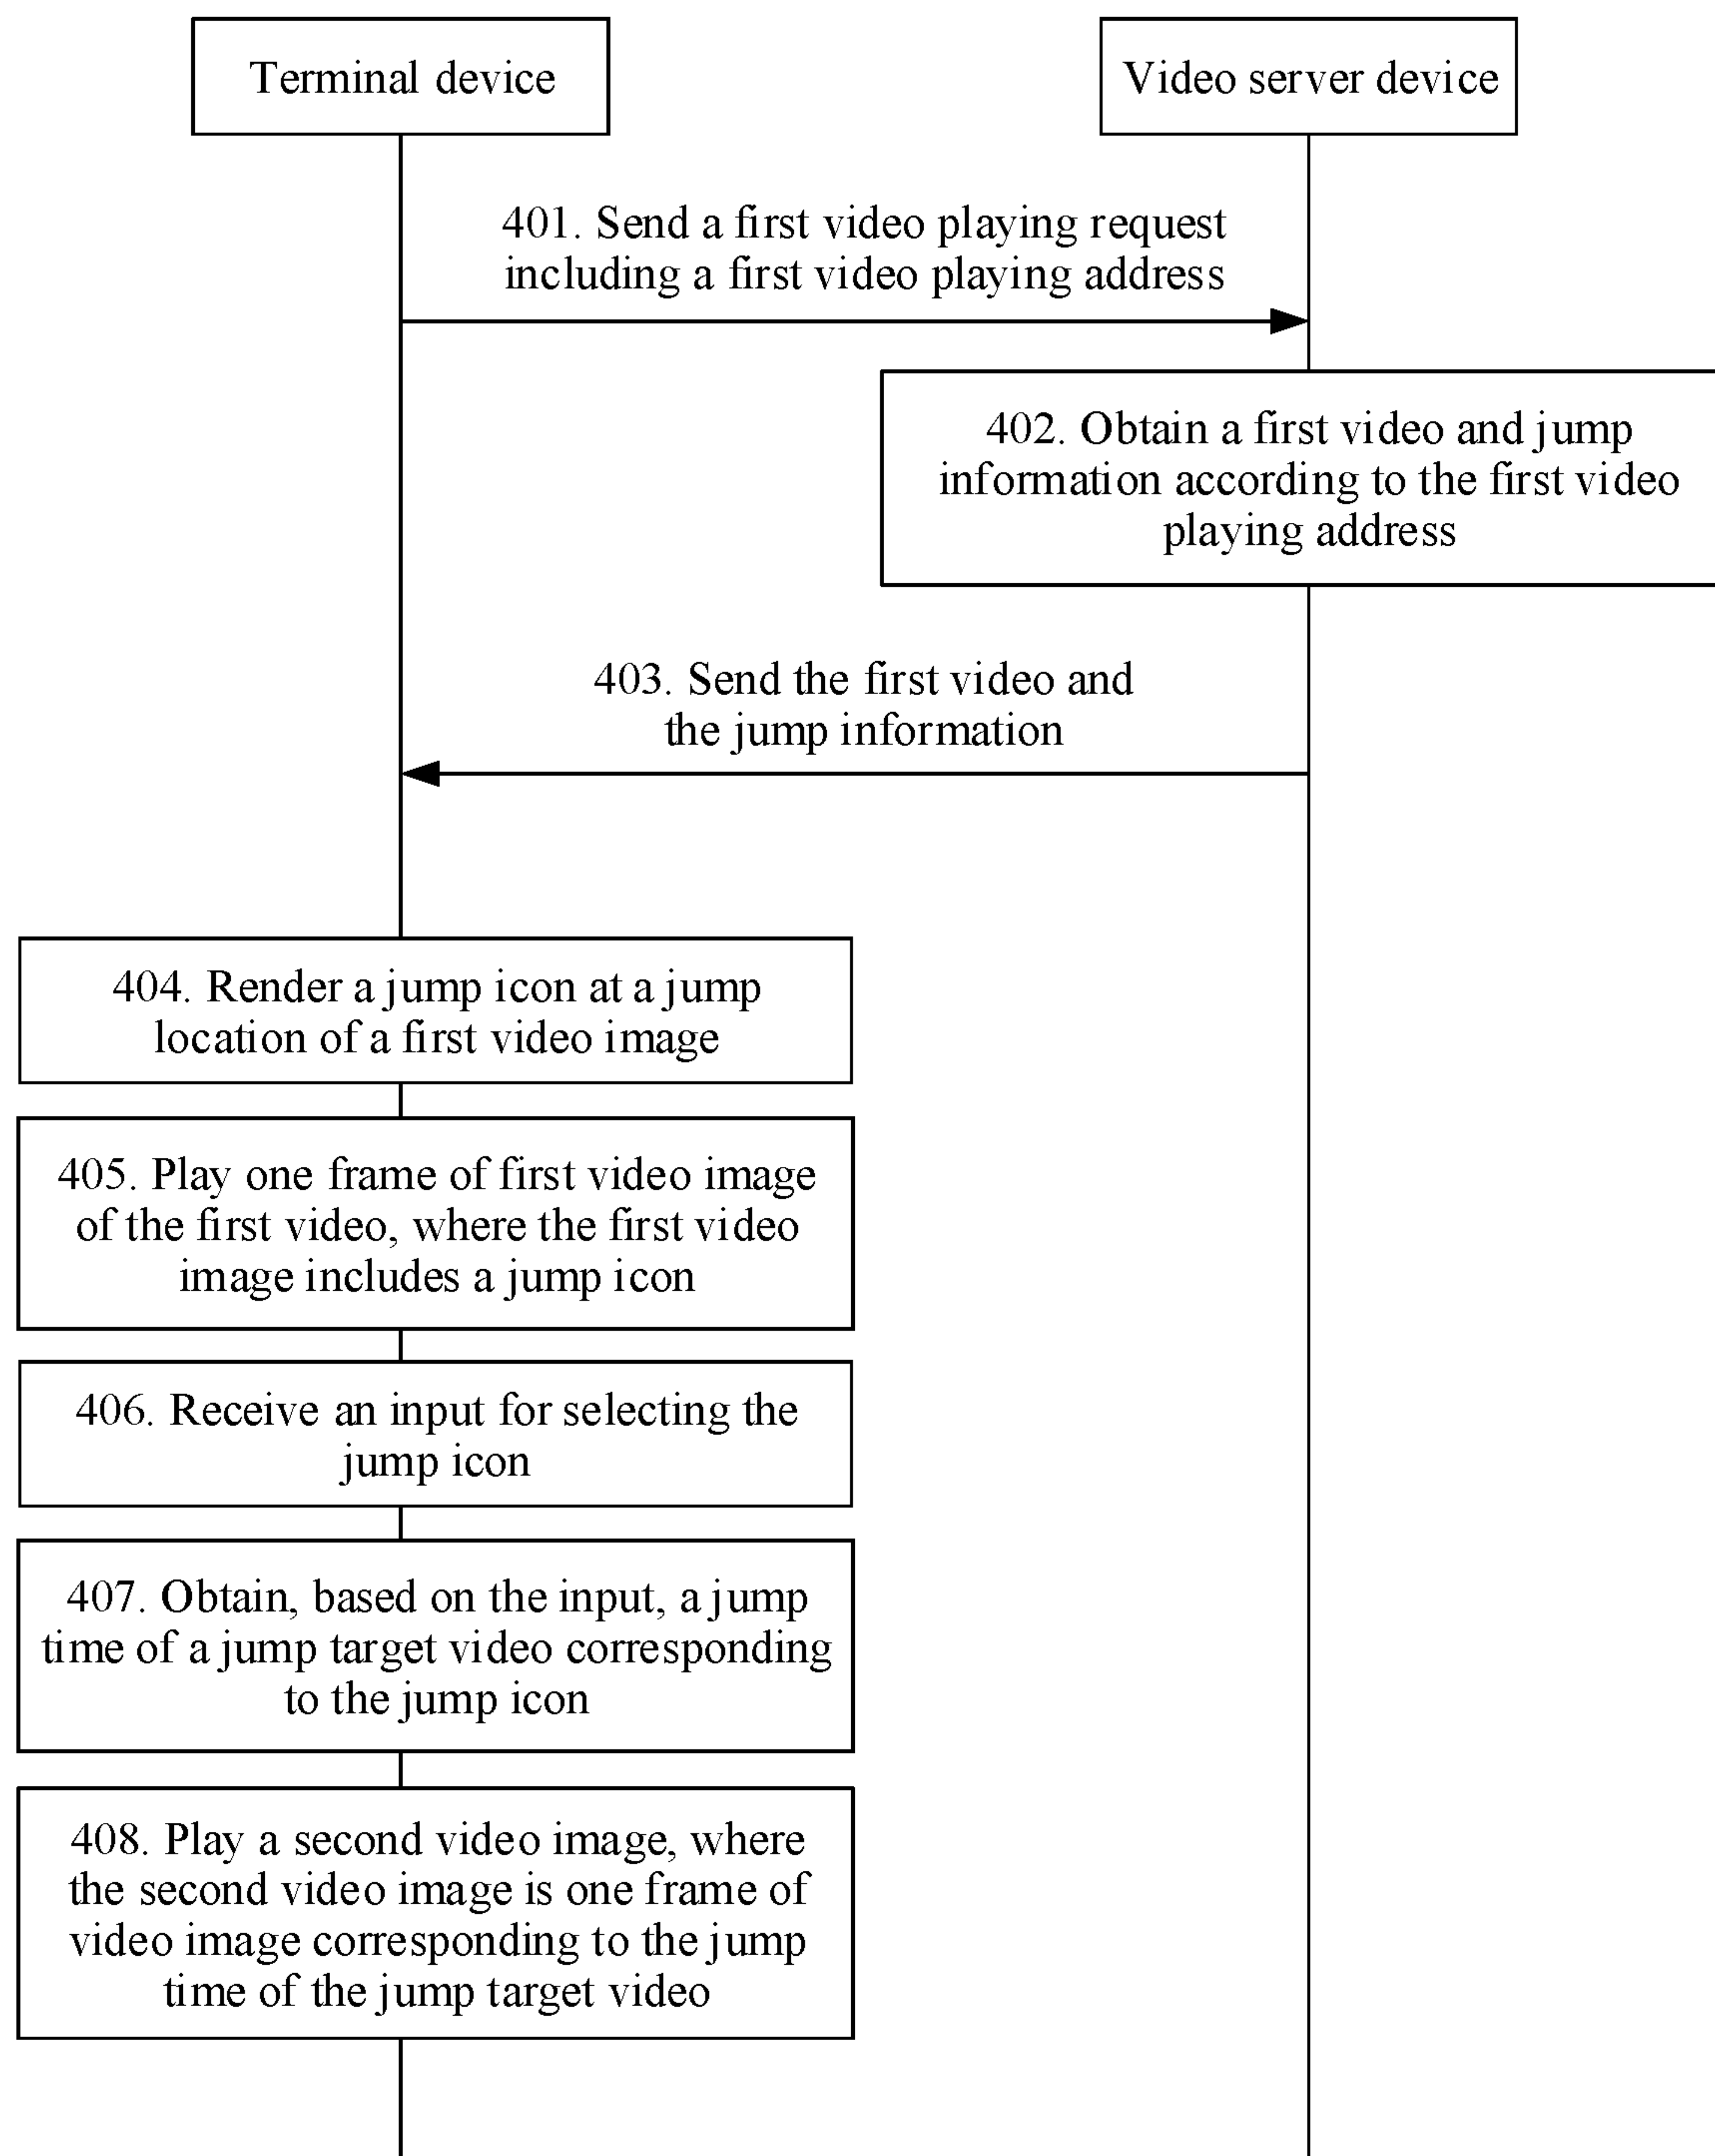 Terminal device
Video server device
401. Send a first video playing request
including a first video playing address
402. Obtain a first video and jump
information according to the first video
playing address
403. Send the first video and
the jump information
404. Render a jump icon at a jump
location of a first video image
405. Play one frame of first video image
of the first video, where the first video
image includes a jump icon
406. Receive an input for selecting the
jump icon
407. Obtain, based on the input, a jump
time of a jump target video corresponding
to the jump icon
408. Play a second video image, where
the second video image is one frame of
video image corresponding to the jump
time of the jump target video